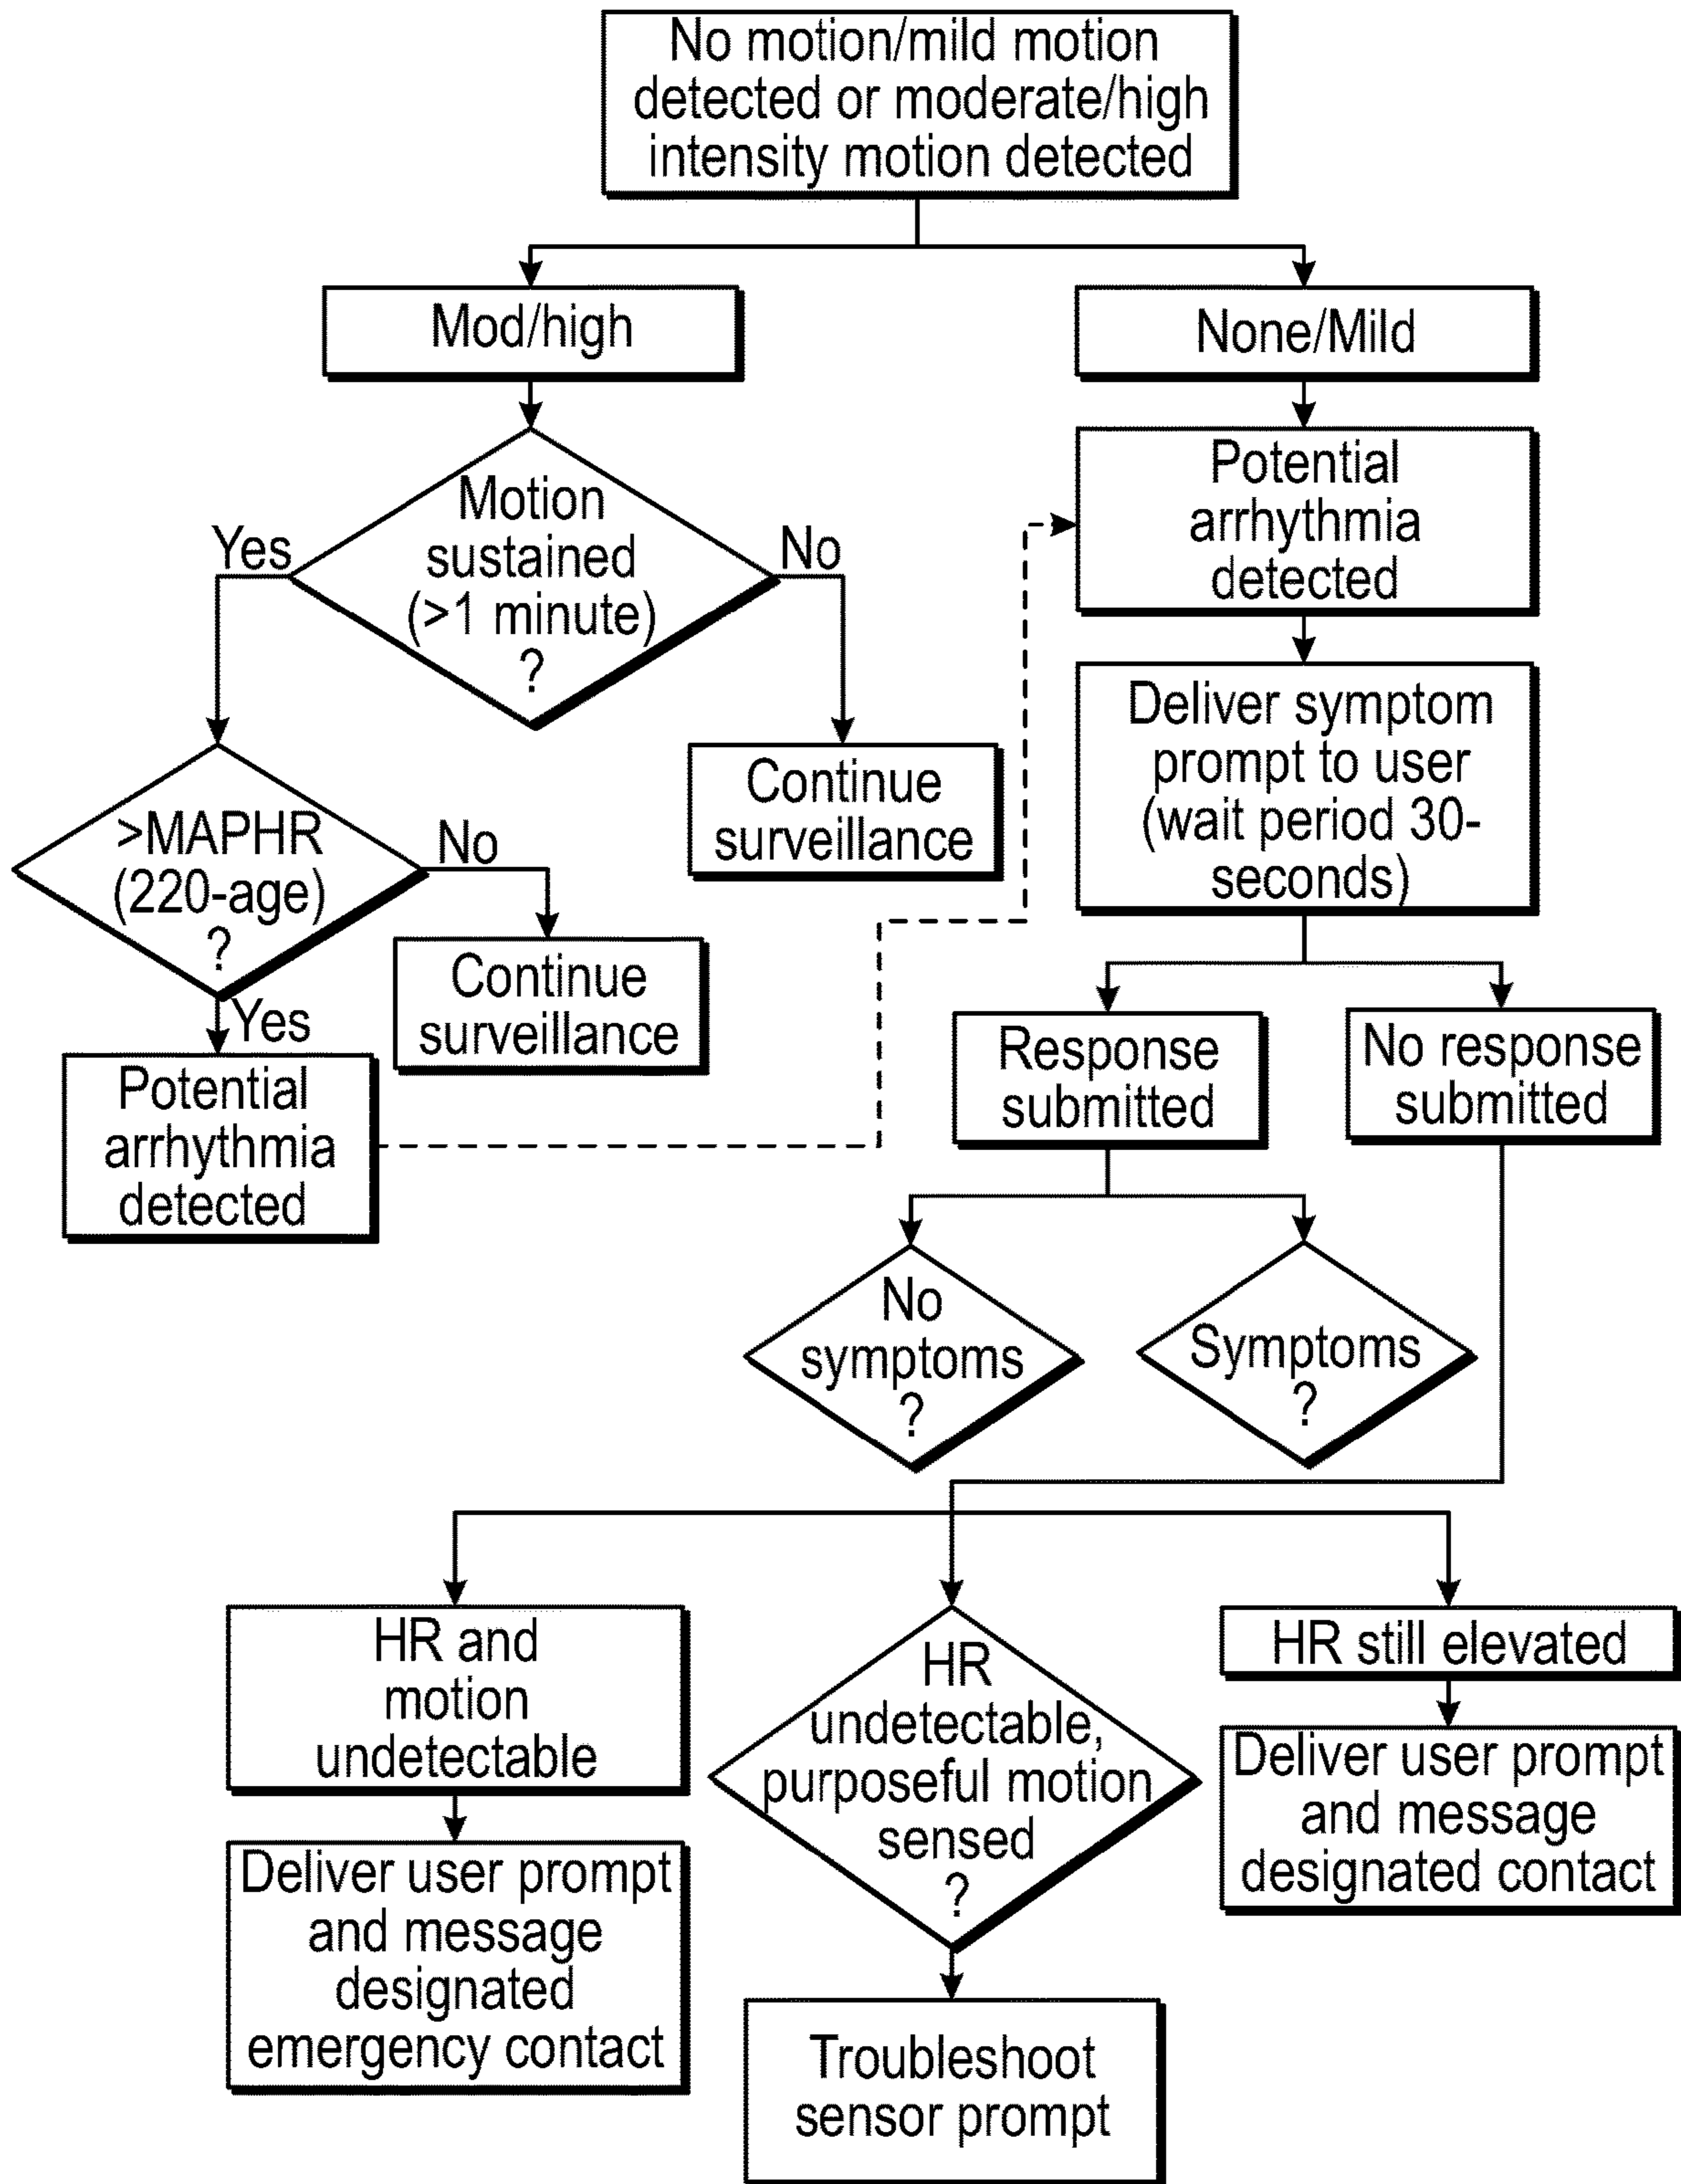 No motion/mild motion
detected or moderate/high
intensity motion detected
Mod/high
None/Mild
Motion
sustained
(>1 minute)
?
Yes
No
Potential
arrhythmia
detected
Continue
surveillance
>MAPHR
(220-age)
?
No
Yes
Continue
surveillance
Potential
arrhythmia
detected
Deliver symptom
prompt to user
(wait period 30-
seconds)
Response
submitted
No response
submitted
No
symptoms
?
Symptoms
?
HR and
motion
undetectable
Deliver user prompt
and message
designated
emergency contact
HR
undetectable,
purposeful motion
sensed
?
Troubleshoot
sensor prompt
HR still elevated
Deliver user prompt
and message
designated contact